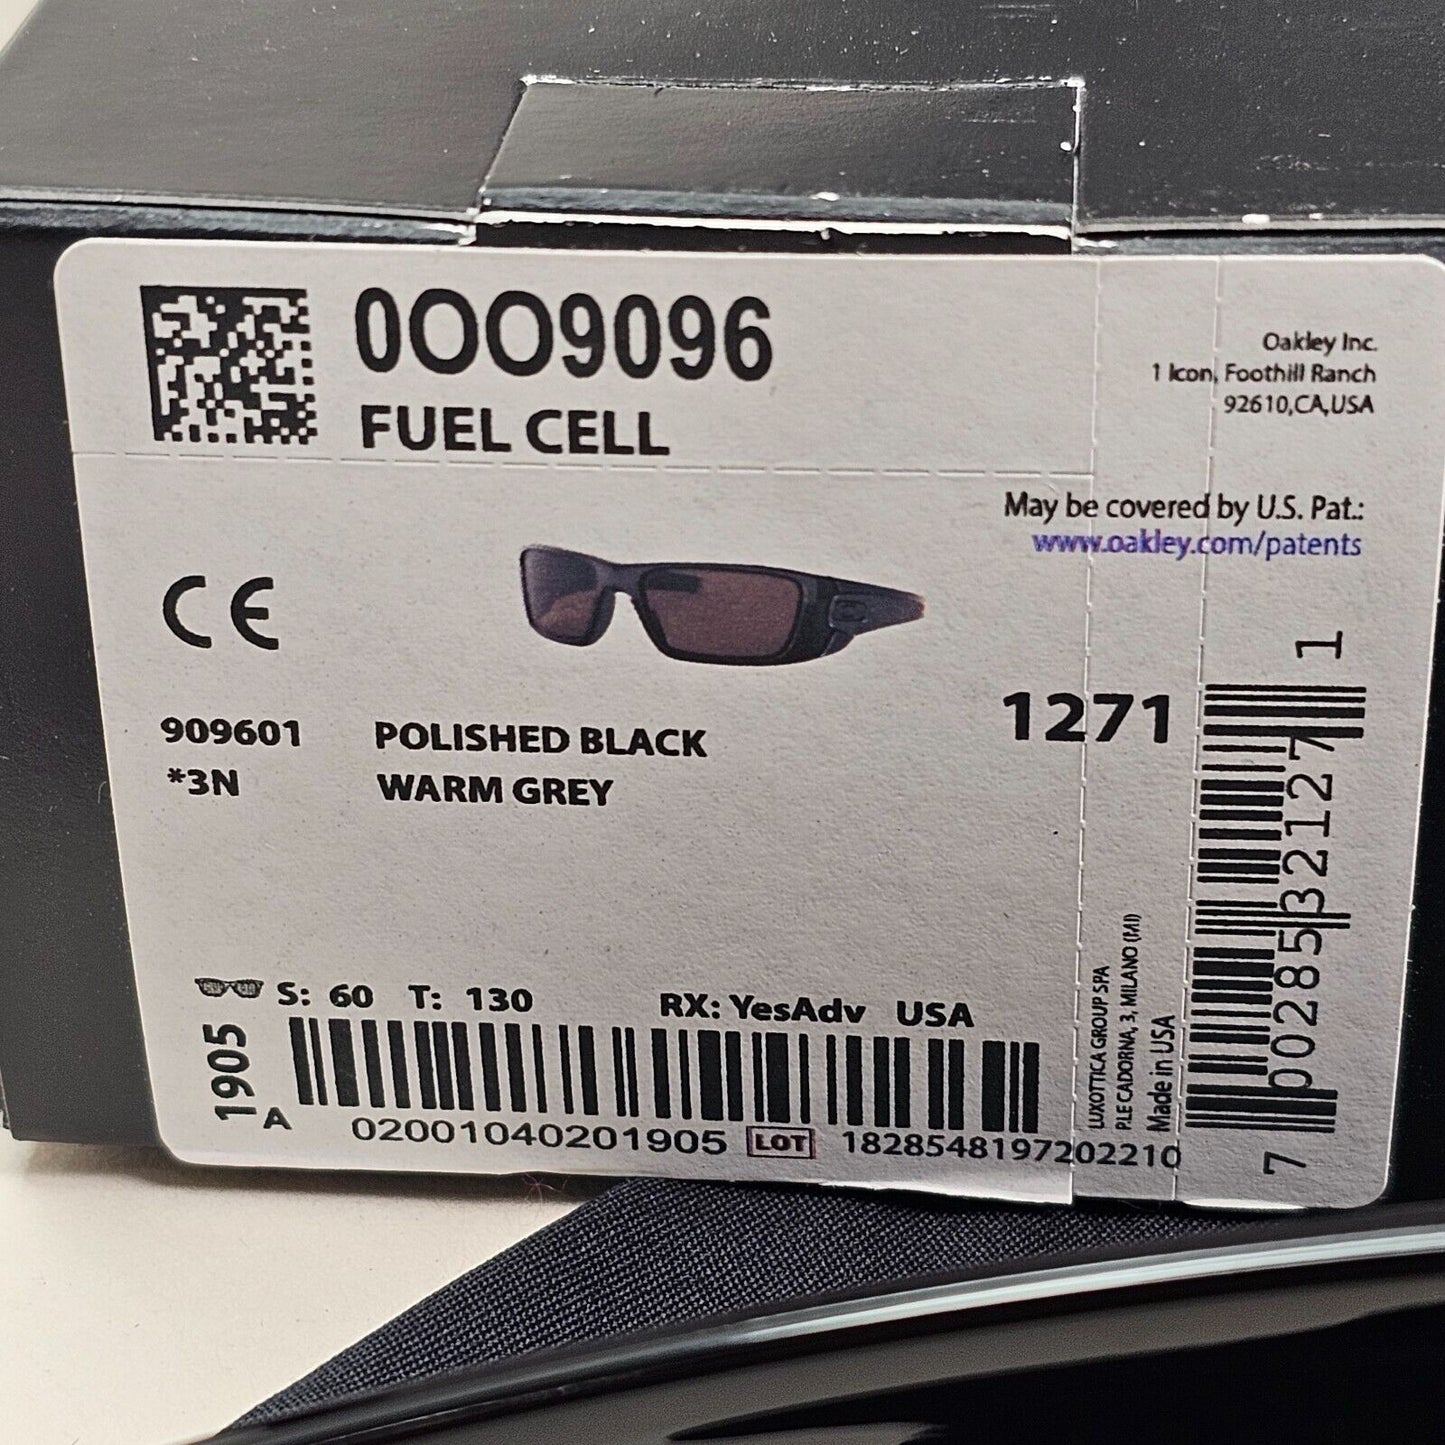 0OO9096
FUEL CELL
Oakley Inc.
1 Icon, Foothill Ranch
92610,CA,USA
May be covered by U.S. Pat.:
www.oakley.com/patents
CE
909601 POLISHED BLACK
*3N WARM GREY
1271
S: 60 T: 130 RX: YesAdv USA
1905
A
02001040201905 LOT 1828548197202210
LUXOTTICA GROUP SPA
P.LE CADORNA, 3, MILANO (MI)
Made in USA
7 00285 32127 1